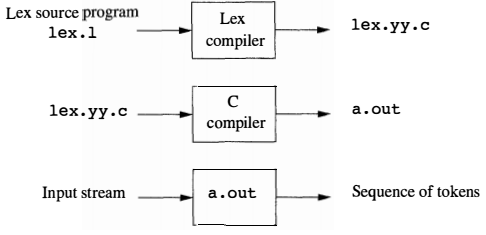 Lex source program
lex.l
Lex
compiler
lex.yy.c
lex.yy.c
C
compiler
a.out
Input stream
a.out
Sequence of tokens